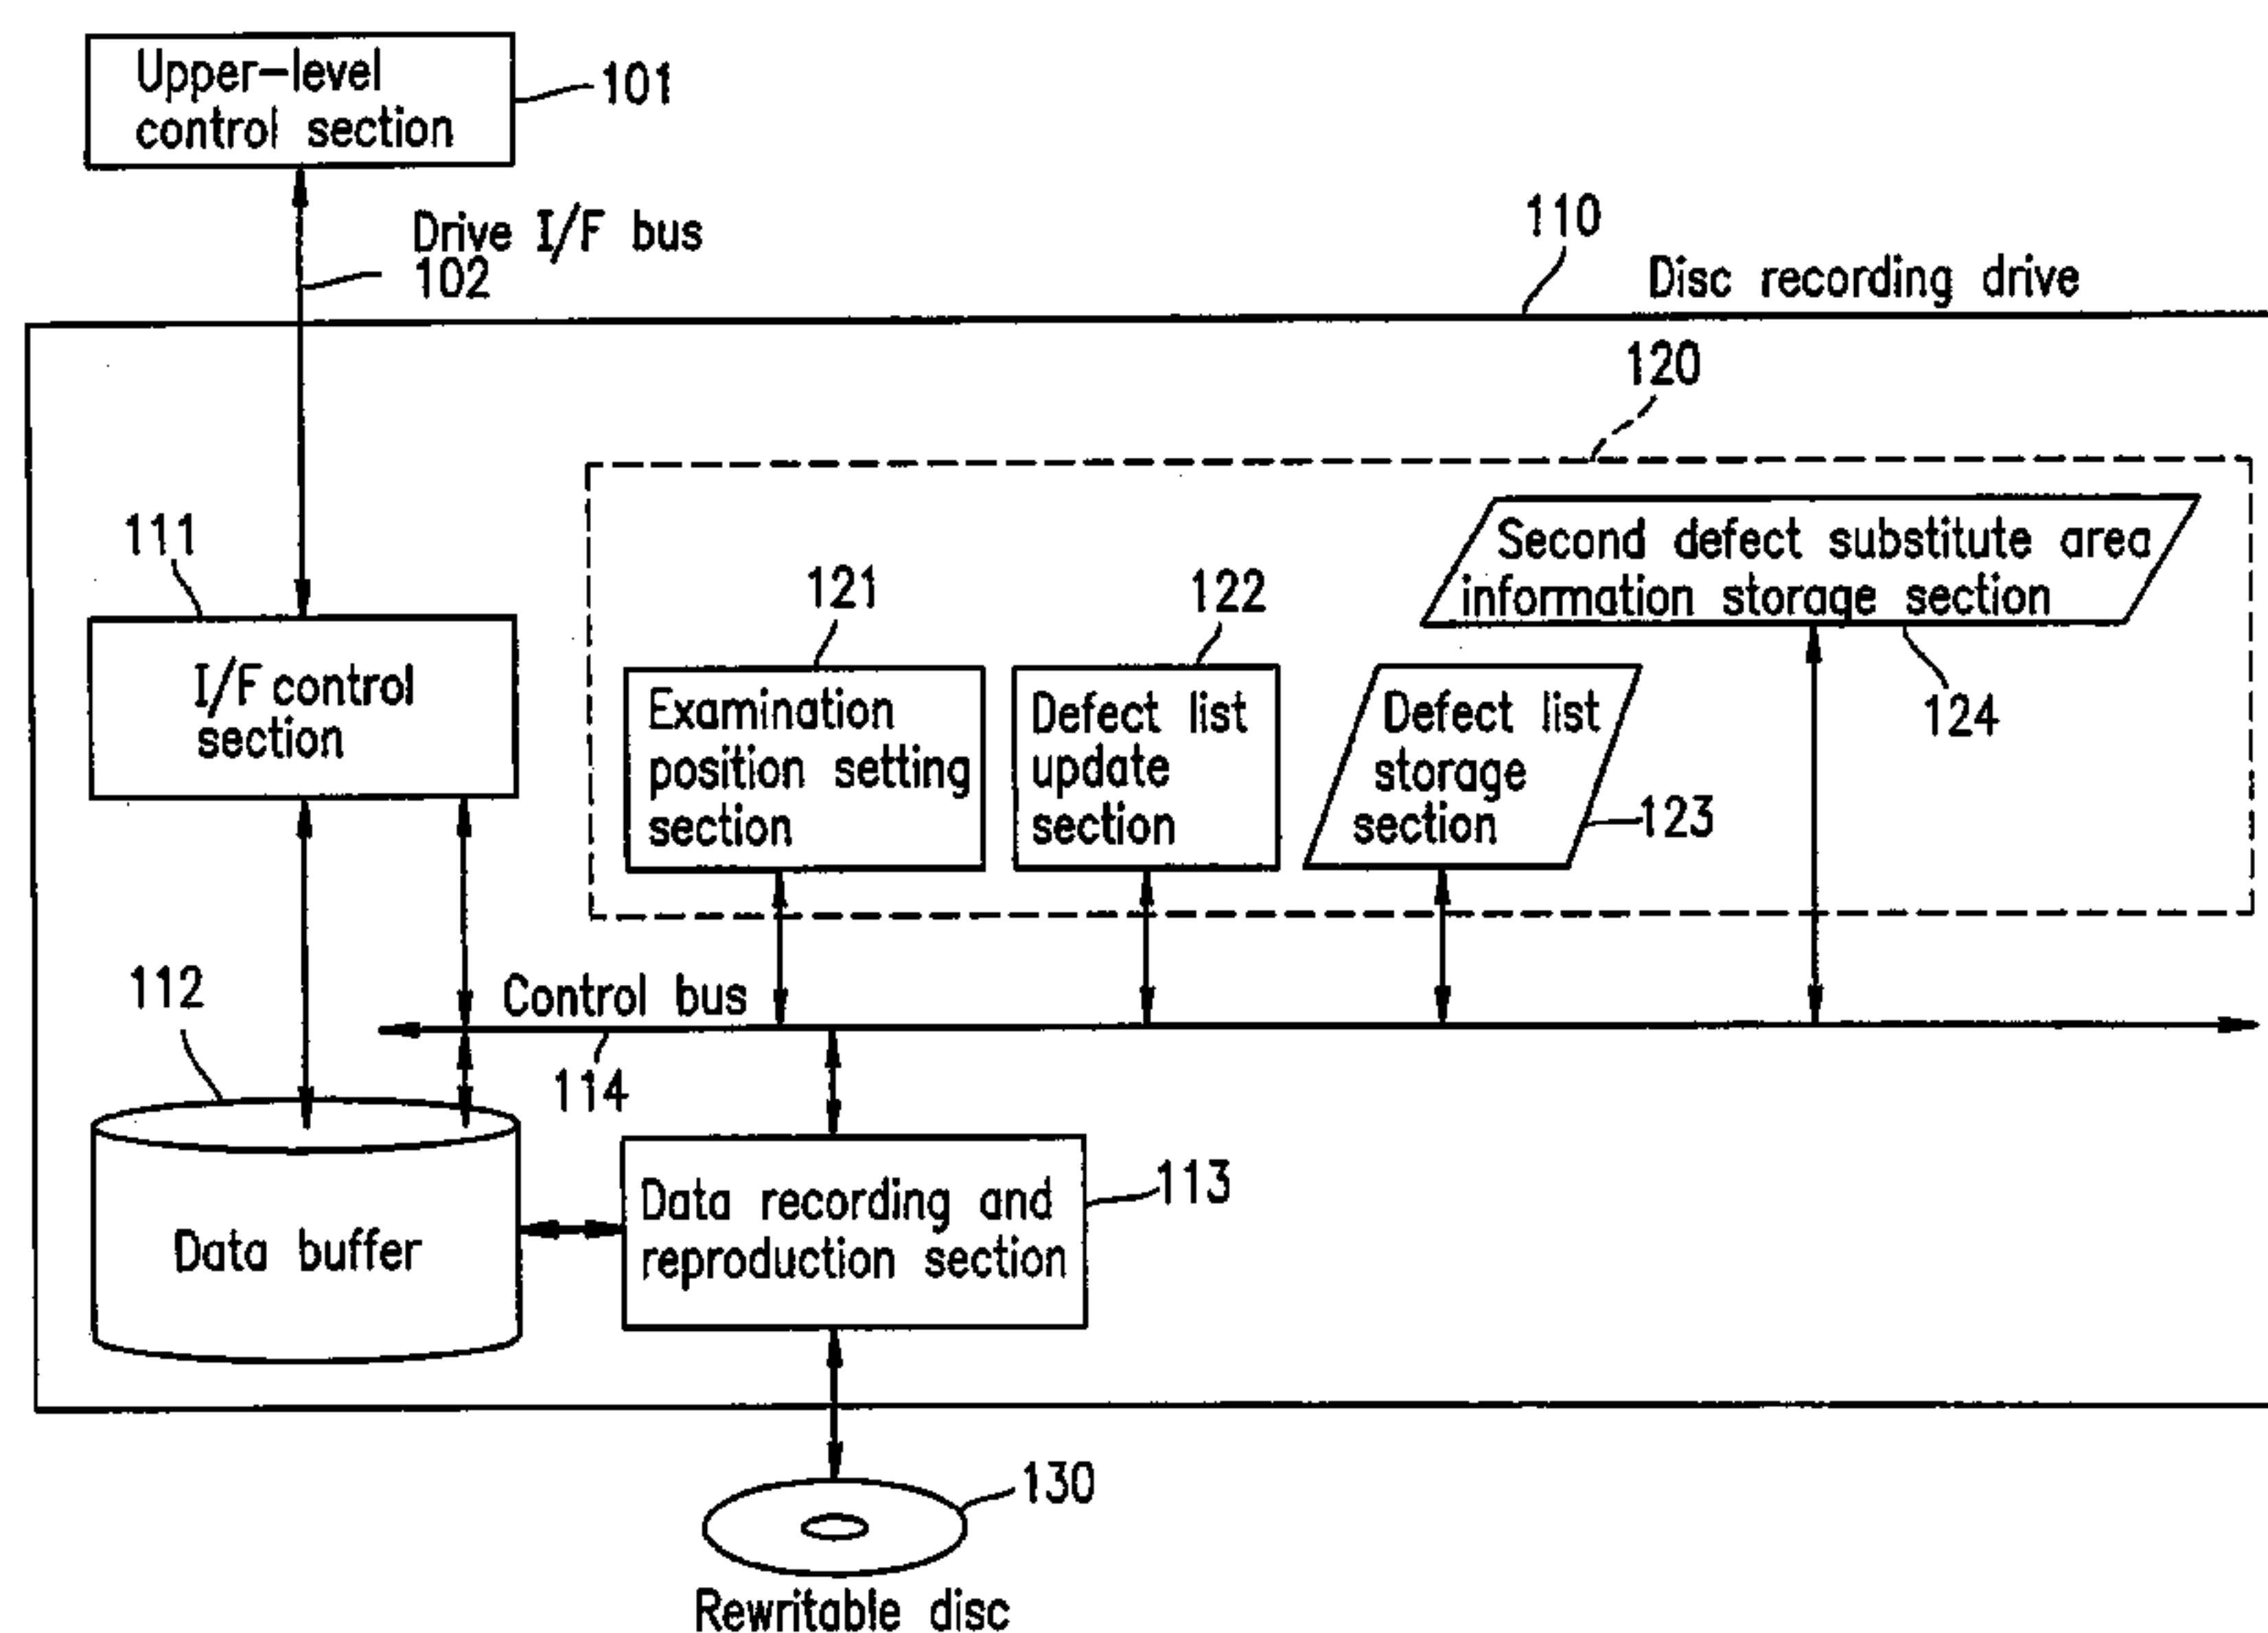 Upper-level
control section
101
Drive I/F bus
102
110
Disc recording drive
120
111
121
122
Second defect substitute area
information storage section
124
I/F control
section
Examination
position setting
section
Defect list
update
section
Defect list
storage
section
123
112
Control bus
114
Data buffer
Data recording and
reproduction section
113
130
Rewritable disc